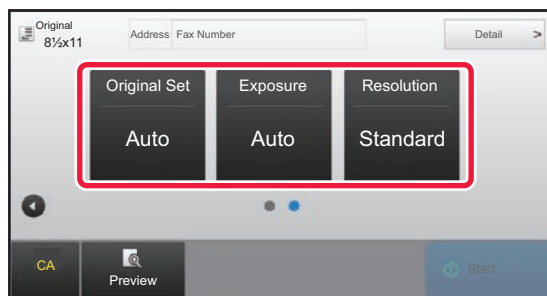 Original
8½x11
Address Fax Number
Detail >
Original Set
Auto
Exposure
Auto
Resolution
Standard
CA
Preview
Start